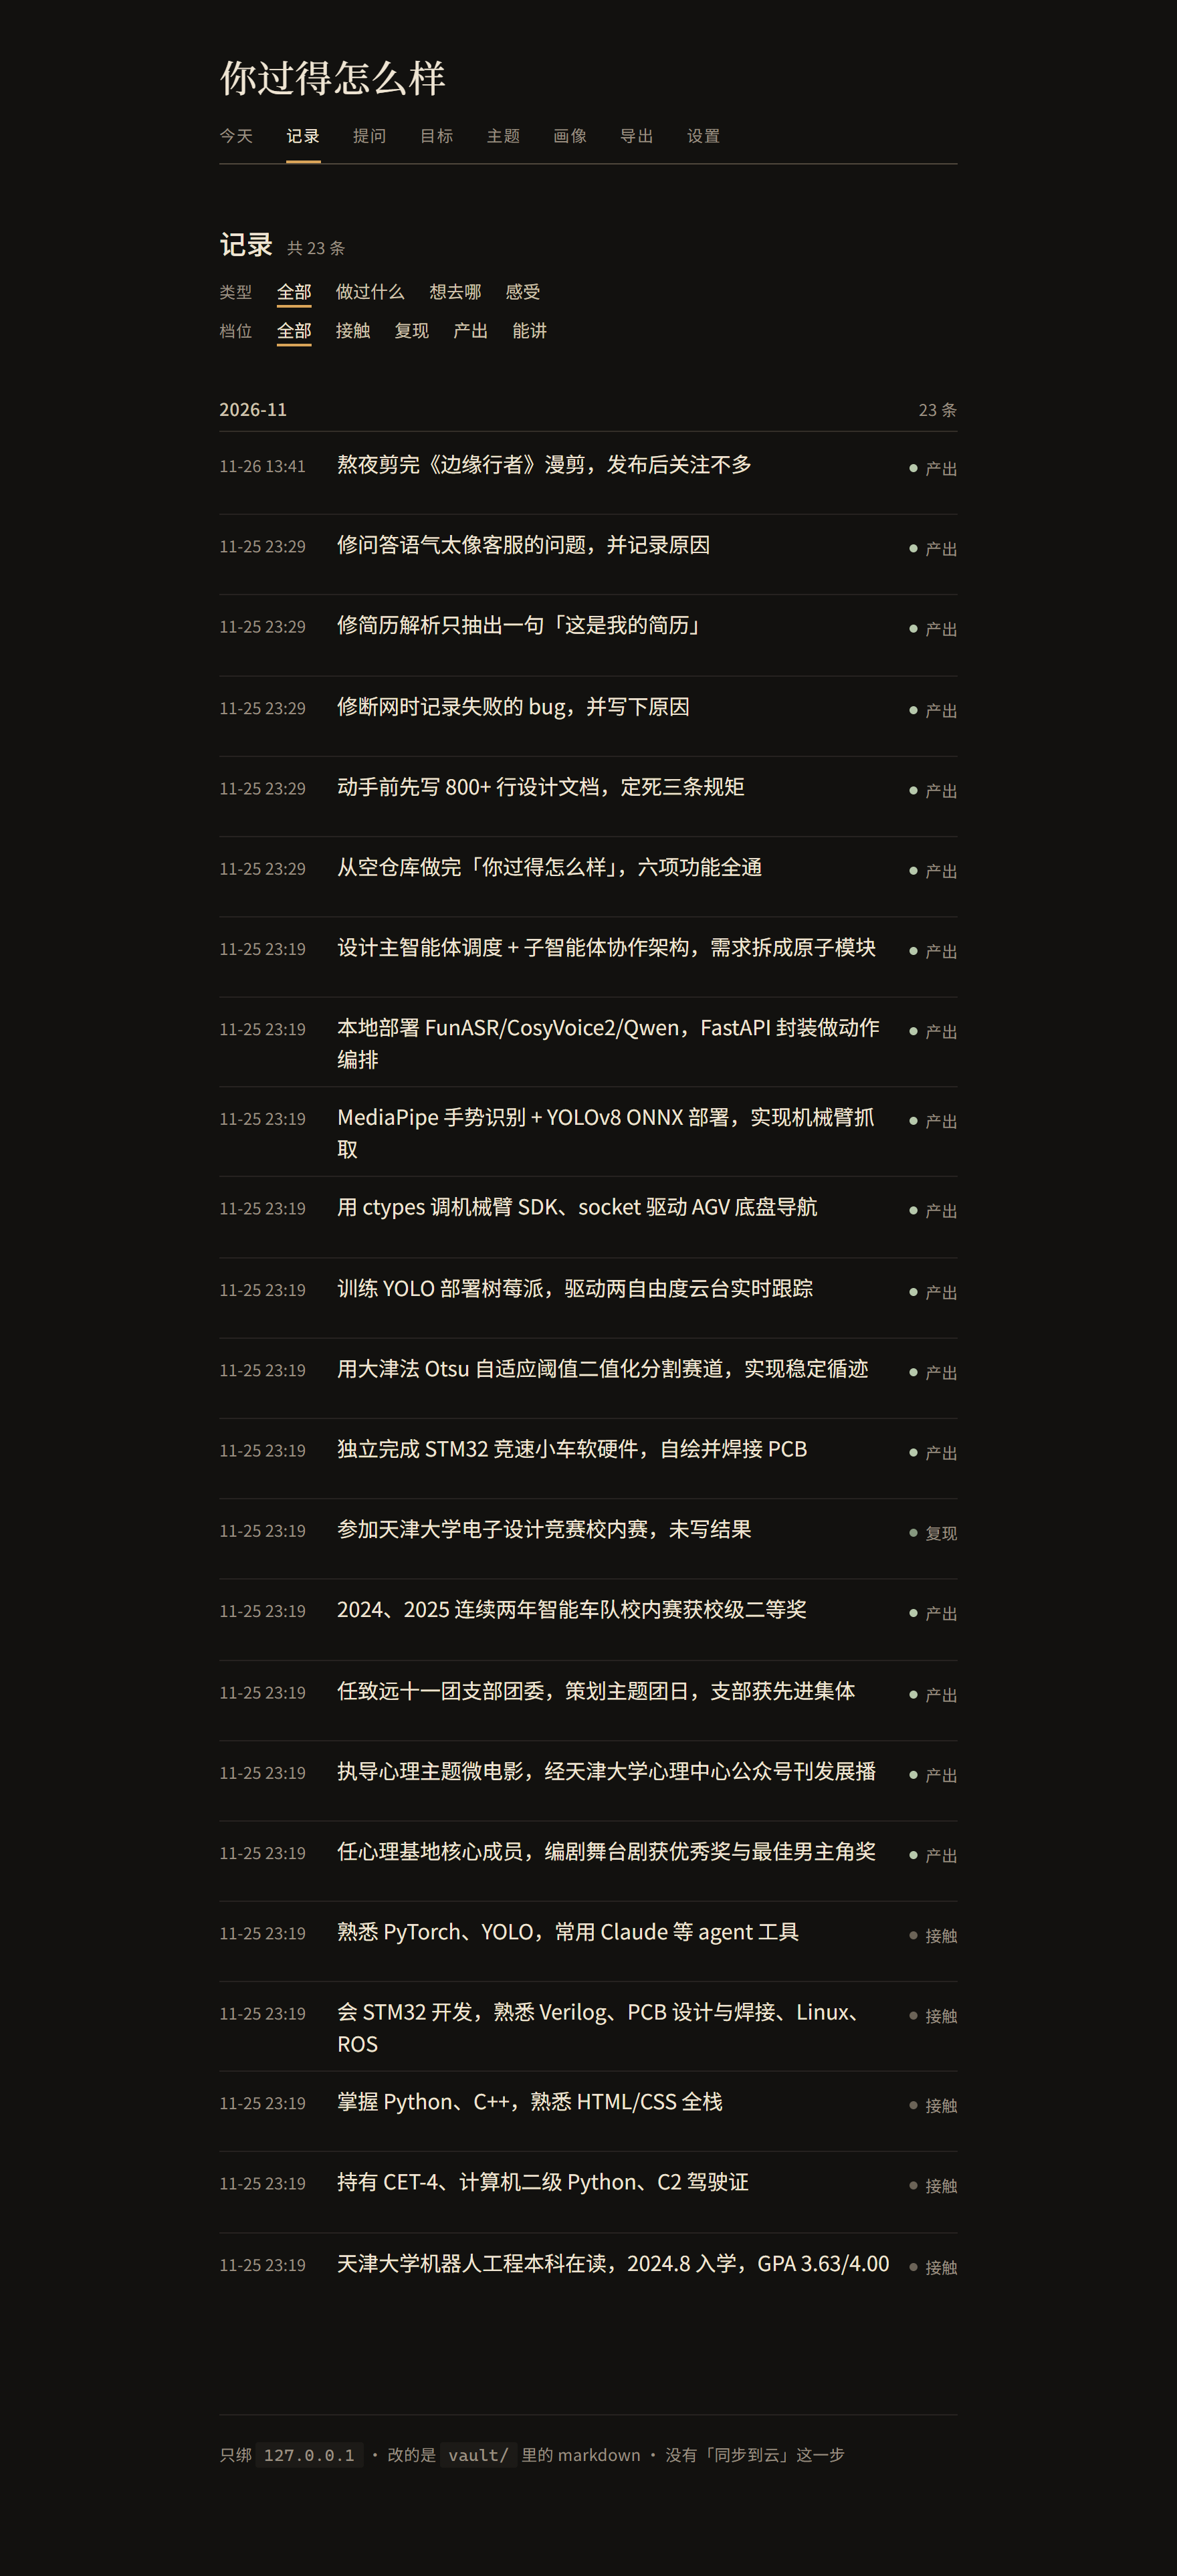 你过得怎么样
今天 记录 提问 目标 主题 画像 导出 设置
记录 共 23 条
类型 全部 做过什么 想去哪 感受
档位 全部 接触 复现 产出 能讲
2026-11 23 条
11-26 13:41 熬夜剪完《边缘行者》漫剪，发布后关注不多 产出
11-25 23:29 修问答语气太像客服的问题，并记录原因 产出
11-25 23:29 修简历解析只抽出一句「这是我的简历」 产出
11-25 23:29 修断网时记录失败的 bug，并写下原因 产出
11-25 23:29 动手前先写 800+ 行设计文档，定死三条规矩 产出
11-25 23:29 从空仓库做完「你过得怎么样」，六项功能全通 产出
11-25 23:19 设计主智能体调度 + 子智能体协作架构，需求拆成原子模块 产出
11-25 23:19 本地部署 FunASR/CosyVoice2/Qwen，FastAPI 封装做动作 产出
编排
11-25 23:19 MediaPipe 手势识别 + YOLOv8 ONNX 部署，实现机械臂抓 产出
取
11-25 23:19 用 ctypes 调机械臂 SDK、socket 驱动 AGV 底盘导航 产出
11-25 23:19 训练 YOLO 部署树莓派，驱动两自由度云台实时跟踪 产出
11-25 23:19 用大津法 Otsu 自适应阈值二值化分割赛道，实现稳定循迹 产出
11-25 23:19 独立完成 STM32 竞速小车软硬件，自绘并焊接 PCB 产出
11-25 23:19 参加天津大学电子设计竞赛校内赛，未写结果 复现
11-25 23:19 2024、2025 连续两年智能车队校内赛获校级二等奖 产出
11-25 23:19 任致远十一团支部团委，策划主题团日，支部获先进集体 产出
11-25 23:19 执导心理主题微电影，经天津大学心理中心公众号刊发展播 产出
11-25 23:19 任心理基地核心成员，编剧舞台剧获优秀奖与最佳男主角奖 产出
11-25 23:19 熟悉 PyTorch、YOLO，常用 Claude 等 agent 工具 接触
11-25 23:19 会 STM32 开发，熟悉 Verilog、PCB 设计与焊接、Linux、 接触
ROS
11-25 23:19 掌握 Python、C++，熟悉 HTML/CSS 全栈 接触
11-25 23:19 持有 CET-4、计算机二级 Python、C2 驾驶证 接触
11-25 23:19 天津大学机器人工程本科在读，2024.8 入学，GPA 3.63/4.00 接触
只绑 127.0.0.1 · 改的是 vault/ 里的 markdown · 没有「同步到云」这一步